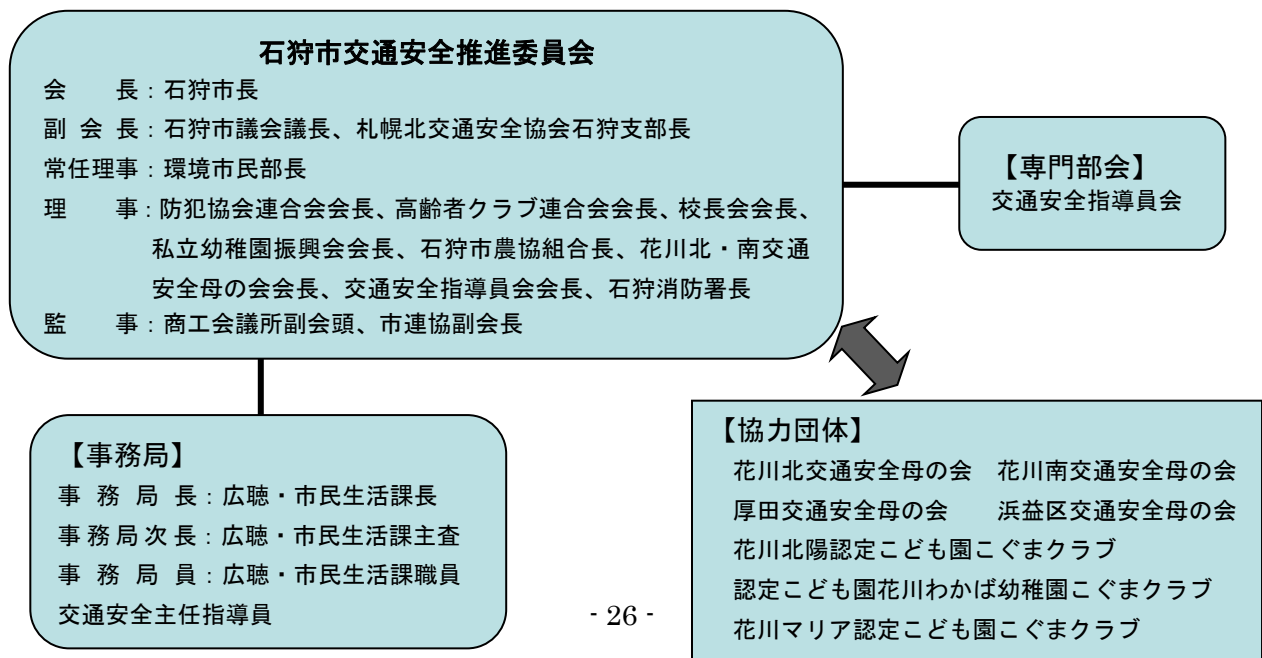 石狩市交通安全推進委員会
会　　長：石狩市長
副 会 長：石狩市議会議長、札幌北交通安全協会石狩支部長
常任理事：環境市民部長
理　　事：防犯協会連合会会長、高齢者クラブ連合会会長、校長会会長、
私立幼稚園振興会会長、石狩市農協組合長、花川北・南交通
安全母の会会長、交通安全指導員会会長、石狩消防署長
監　　事：商工会議所副会頭、市連協副会長
【専門部会】
交通安全指導員会
【事務局】
事 務 局 長：広聴・市民生活課長
事務局次長：広聴・市民生活課主査
事 務 局 員：広聴・市民生活課職員
交通安全主任指導員
【協力団体】
花川北交通安全母の会　花川南交通安全母の会
厚田交通安全母の会　　浜益区交通安全母の会
花川北陽認定こども園こぐまクラブ
認定こども園花川わかば幼稚園こぐまクラブ
花川マリア認定こども園こぐまクラブ
- 26 -